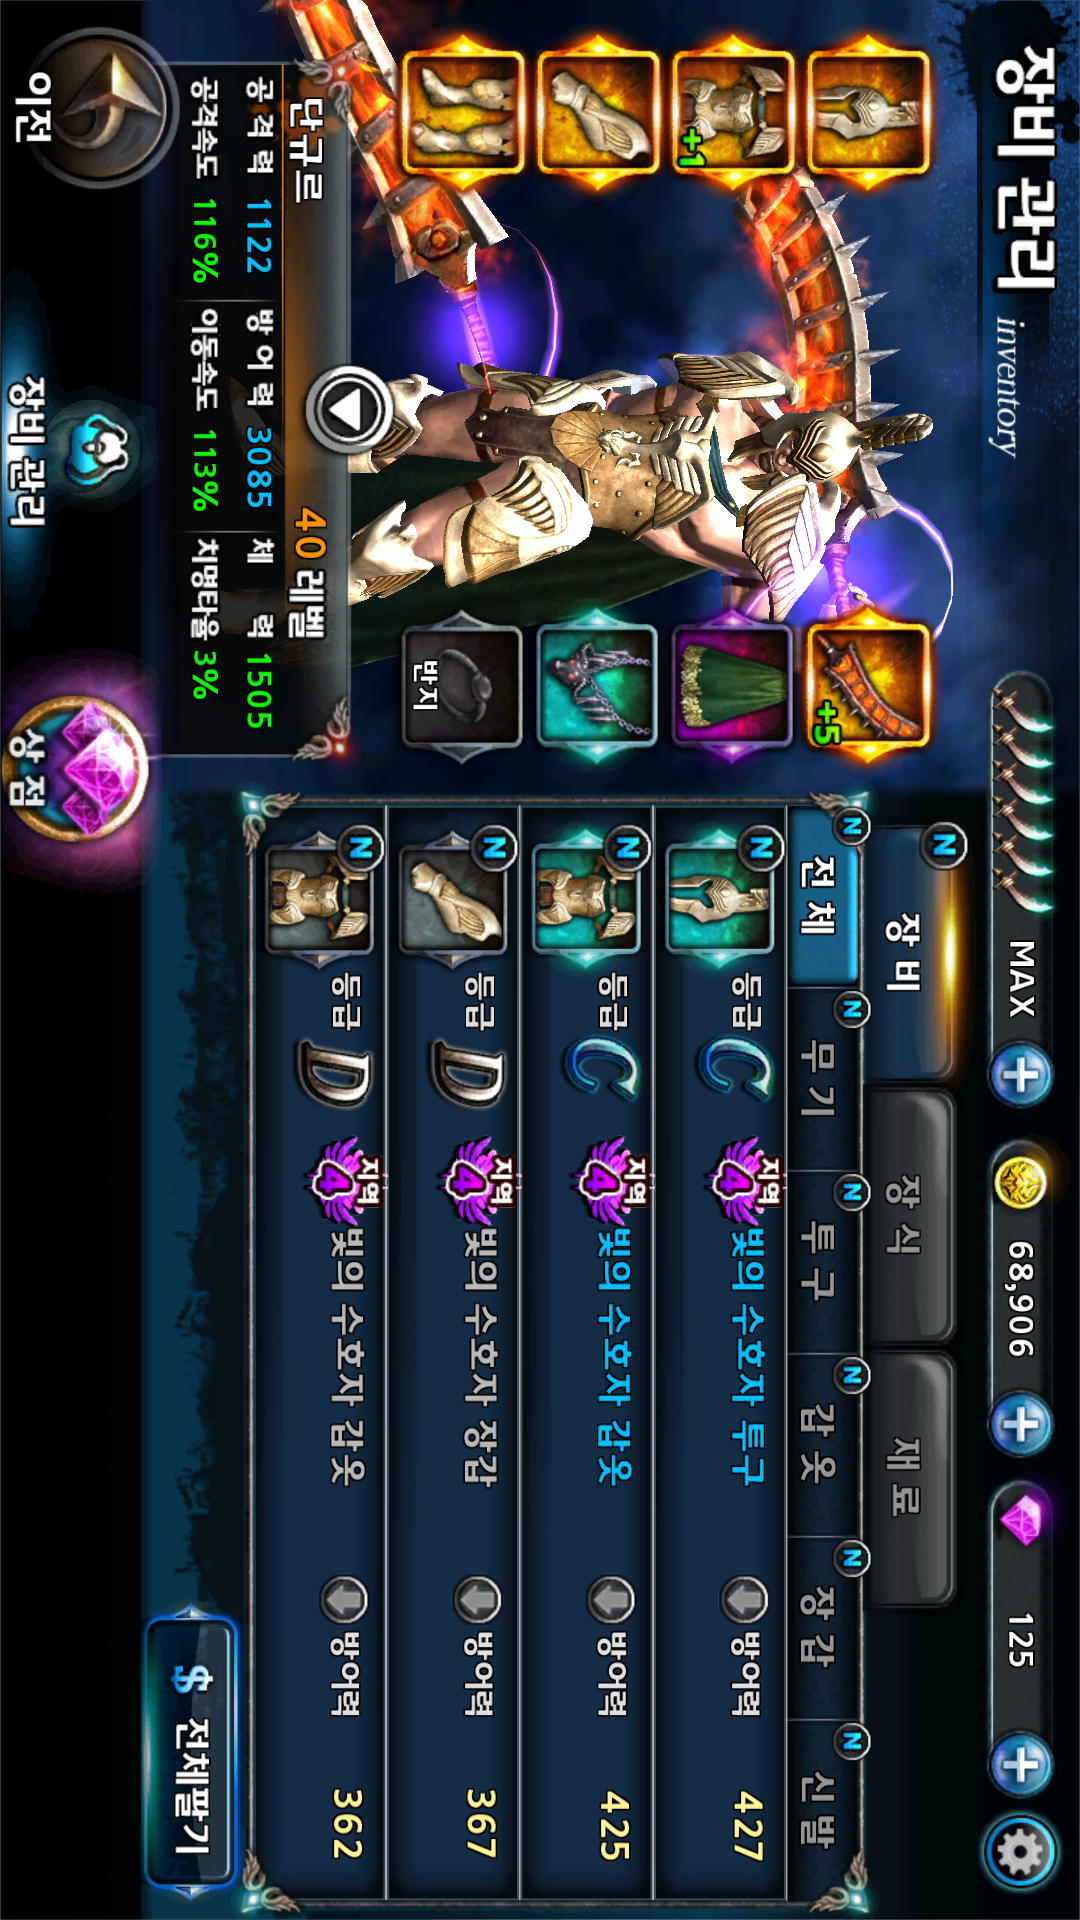 장비 관리 inventory
MAX
68,906
125
+1
+5
반지
단규르
40 레벨
공격력 1122 방어력 3085 체력 1505
공격속도 116% 이동속도 113% 치명타율 3%
N 장비 장식 재료
N 전체 N 무기 N 투구 N 갑옷 N 장갑 N 신발
N 등급 C 지역 4 빛의 수호자 투구 방어력 427
N 등급 C 지역 4 빛의 수호자 갑옷 방어력 425
N 등급 D 지역 4 빛의 수호자 장갑 방어력 367
N 등급 D 지역 4 빛의 수호자 갑옷 방어력 362
$ 전체팔기
이전
장비 관리
상점